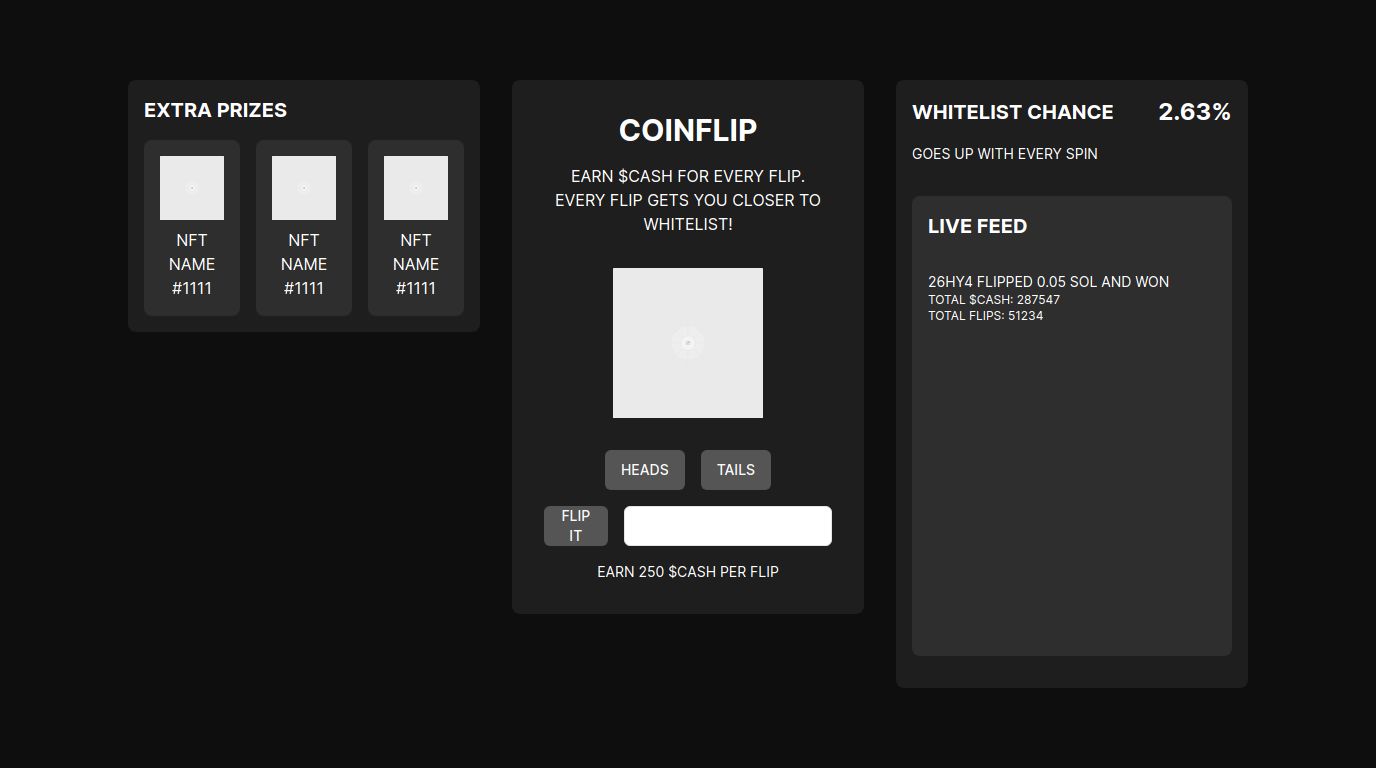 EXTRA PRIZES
NFT
NAME
#1111
NFT
NAME
#1111
NFT
NAME
#1111
COINFLIP
EARN $CASH FOR EVERY FLIP.
EVERY FLIP GETS YOU CLOSER TO
WHITELIST!
HEADS
TAILS
FLIP
IT
EARN 250 $CASH PER FLIP
WHITELIST CHANCE 2.63%
GOES UP WITH EVERY SPIN
LIVE FEED
26HY4 FLIPPED 0.05 SOL AND WON
TOTAL $CASH: 287547
TOTAL FLIPS: 51234